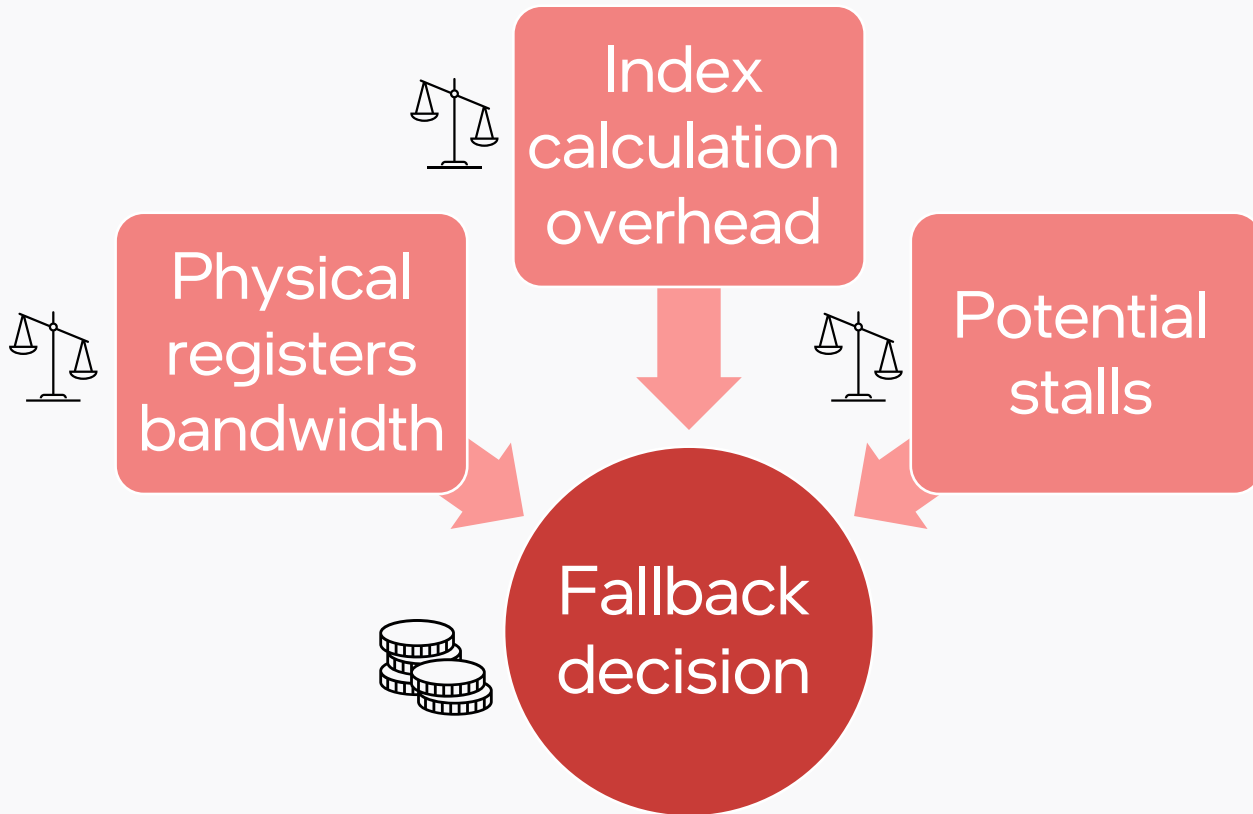 Index
calculation
overhead
Physical
registers
bandwidth
Potential
stalls
Fallback
decision